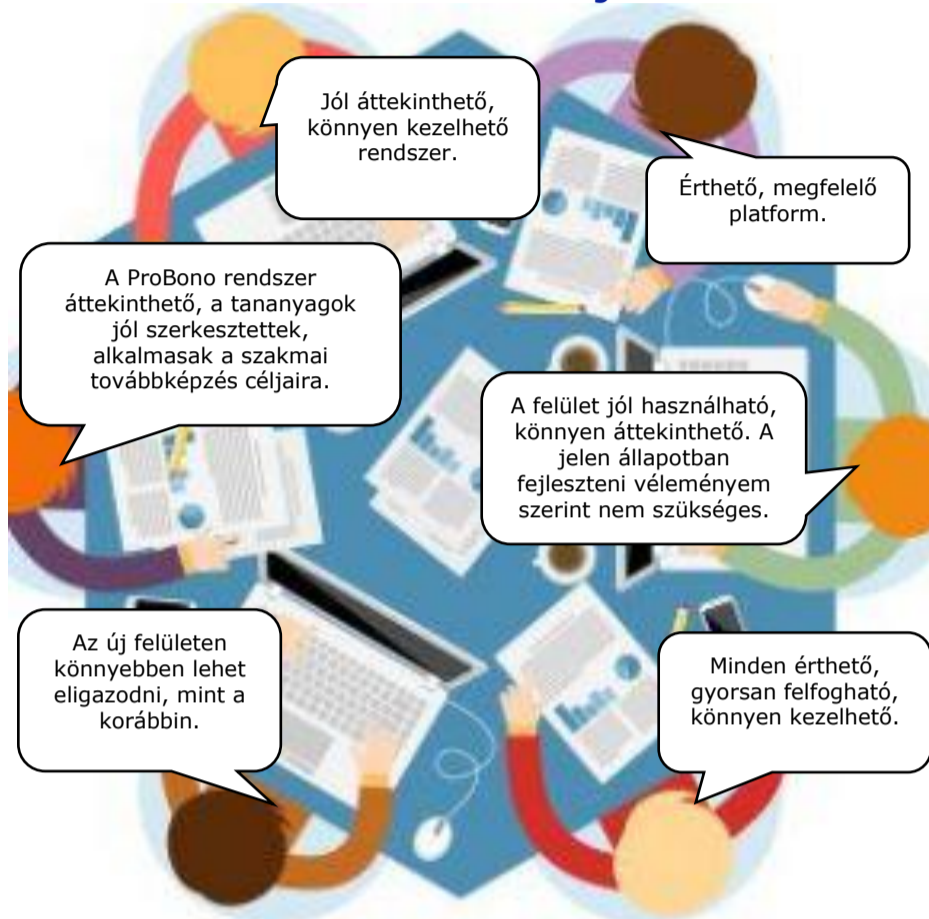 Jól áttekinthető,
könnyen kezelhető
rendszer.
Érthető, megfelelő
platform.
A ProBono rendszer
áttekinthető, a tananyagok
jól szerkesztettek,
alkalmasak a szakmai
továbbképzés céljaira.
A felület jól használható,
könnyen áttekinthető. A
jelen állapotban
fejleszteni véleményem
szerint nem szükséges.
Az új felületen
könnyebben lehet
eligazodni, mint a
korábbin.
Minden érthető,
gyorsan felfogható,
könnyen kezelhető.